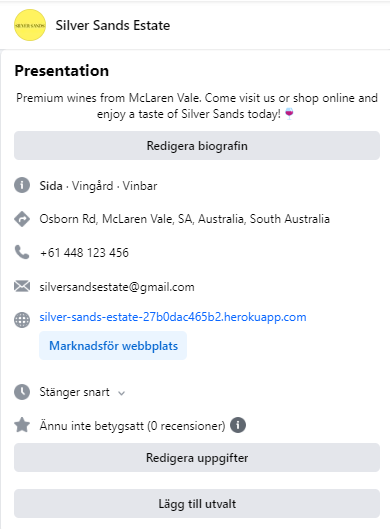 SILVER SANDS
Silver Sands Estate
Presentation
Premium wines from McLaren Vale. Come visit us or shop online and
enjoy a taste of Silver Sands today!🍷
Redigera biografin
Sida · Vingård · Vinbar
Osborn Rd, McLaren Vale, SA, Australia, South Australia
+61 448 123 456
silversandsestate@gmail.com
silver-sands-estate-27b0dac465b2.herokuapp.com
Marknadsför webbplats
Stänger snart
Ännu inte betygsatt (0 recensioner)
Redigera uppgifter
Lägg till utvalt